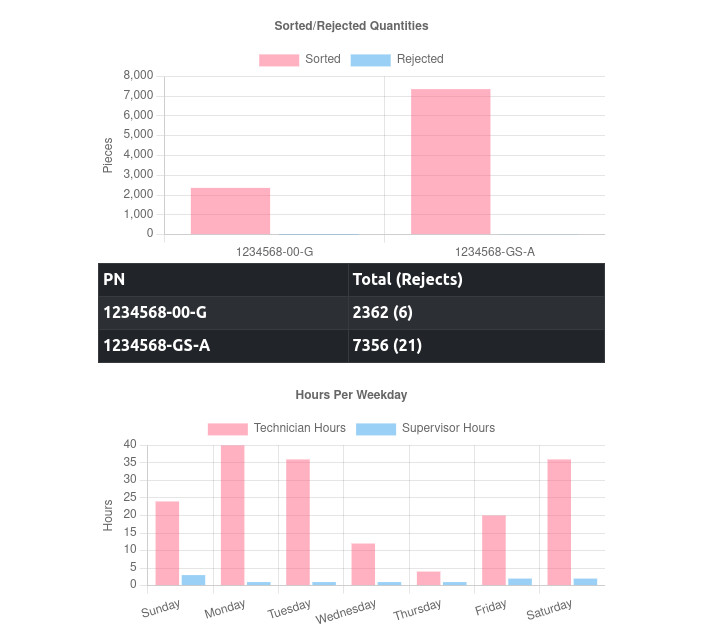 Sorted/Rejected Quantities
Sorted Rejected
8,000
7,000
6,000
5,000
4,000
3,000
2,000
1,000
0
Pieces
1234568-00-G 1234568-GS-A
PN Total (Rejects)
1234568-00-G 2362 (6)
1234568-GS-A 7356 (21)
Hours Per Weekday
Technician Hours Supervisor Hours
40
35
30
25
20
15
10
5
0
Hours
Sunday Monday Tuesday Wednesday Thursday Friday Saturday